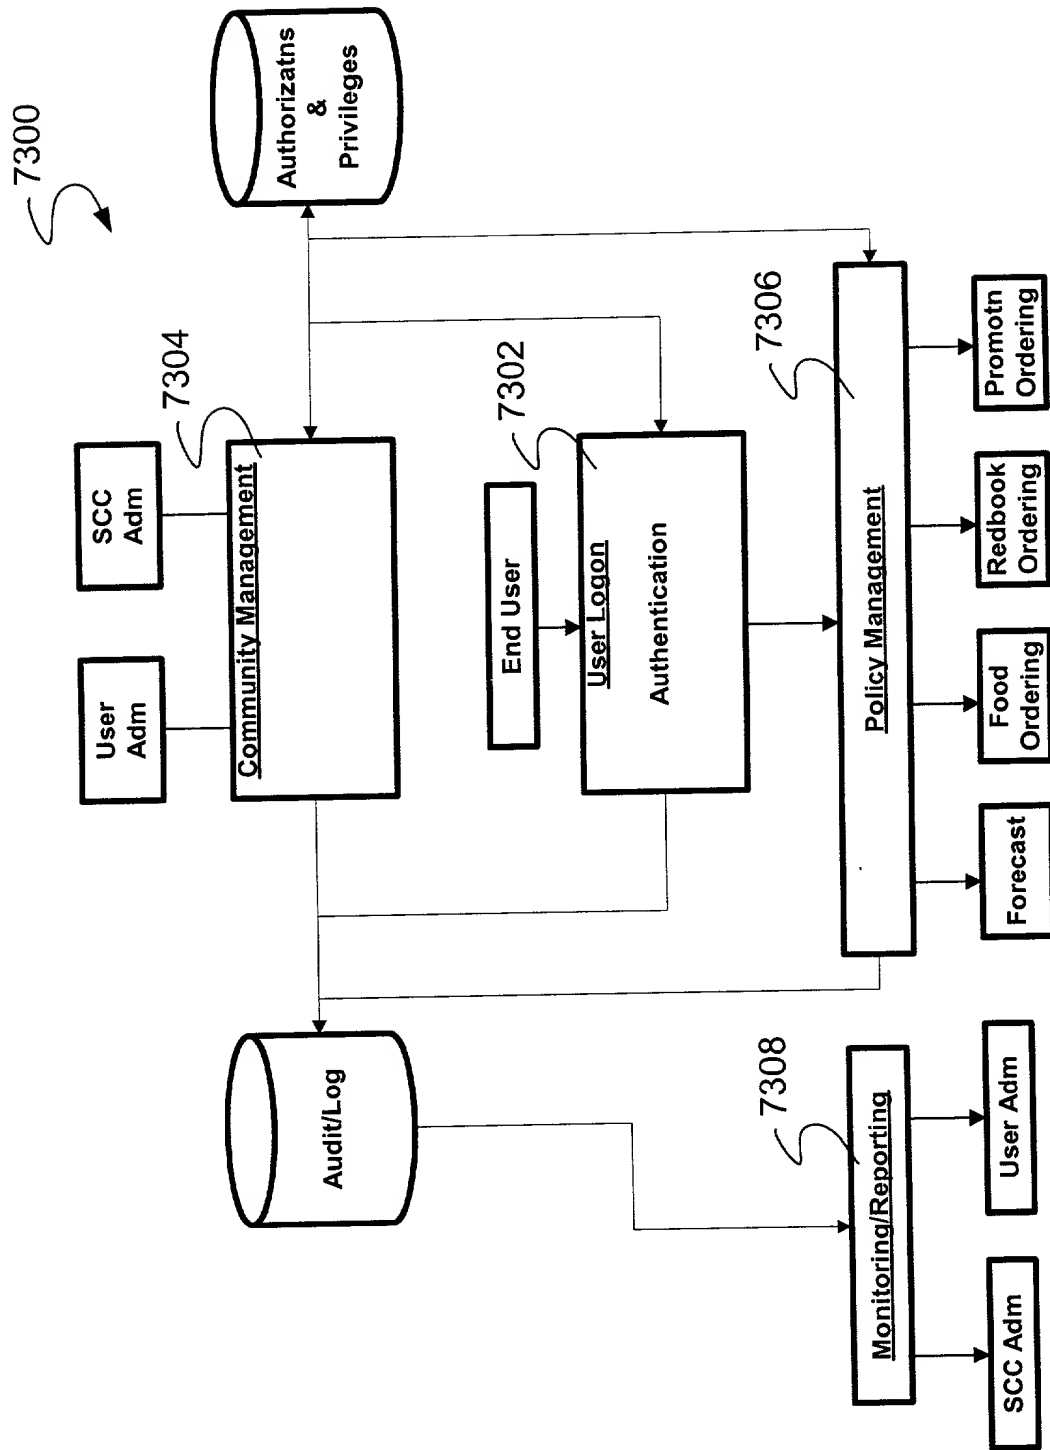 7300
SCC
Adm
User
Adm
7304
Community Management
Authorizatns
&
Privileges
Audit/Log
End User
7302
User Logon
Authentication
7306
Policy Management
7308
Monitoring/Reporting
SCC Adm
User Adm
Forecast
Food
Ordering
Redbook
Ordering
Promotn
Ordering